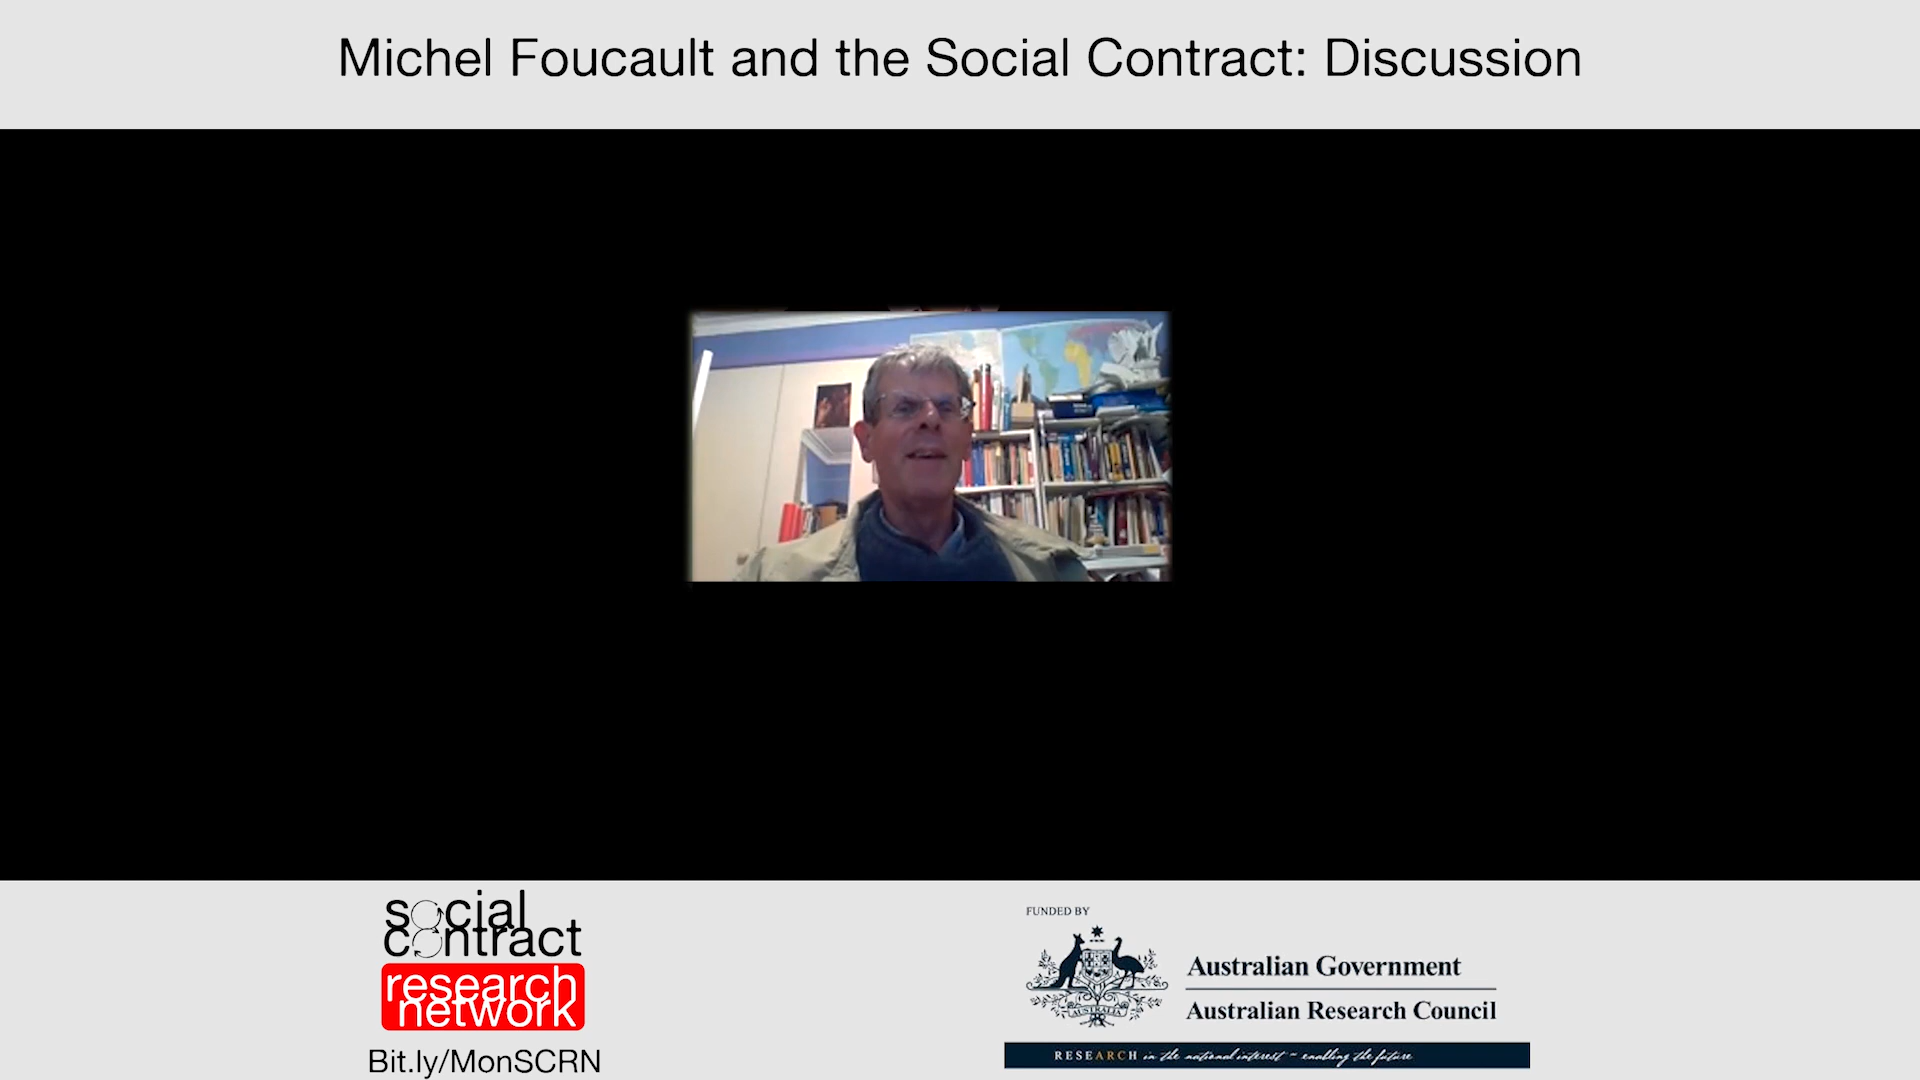 Michel Foucault and the Social Contract: Discussion
social
contract
research
network
Bit.ly/MonSCRN
FUNDED BY
AUSTRALIA
Australian Government
Australian Research Council
RESEARCH in the national interest ~ enabling the future